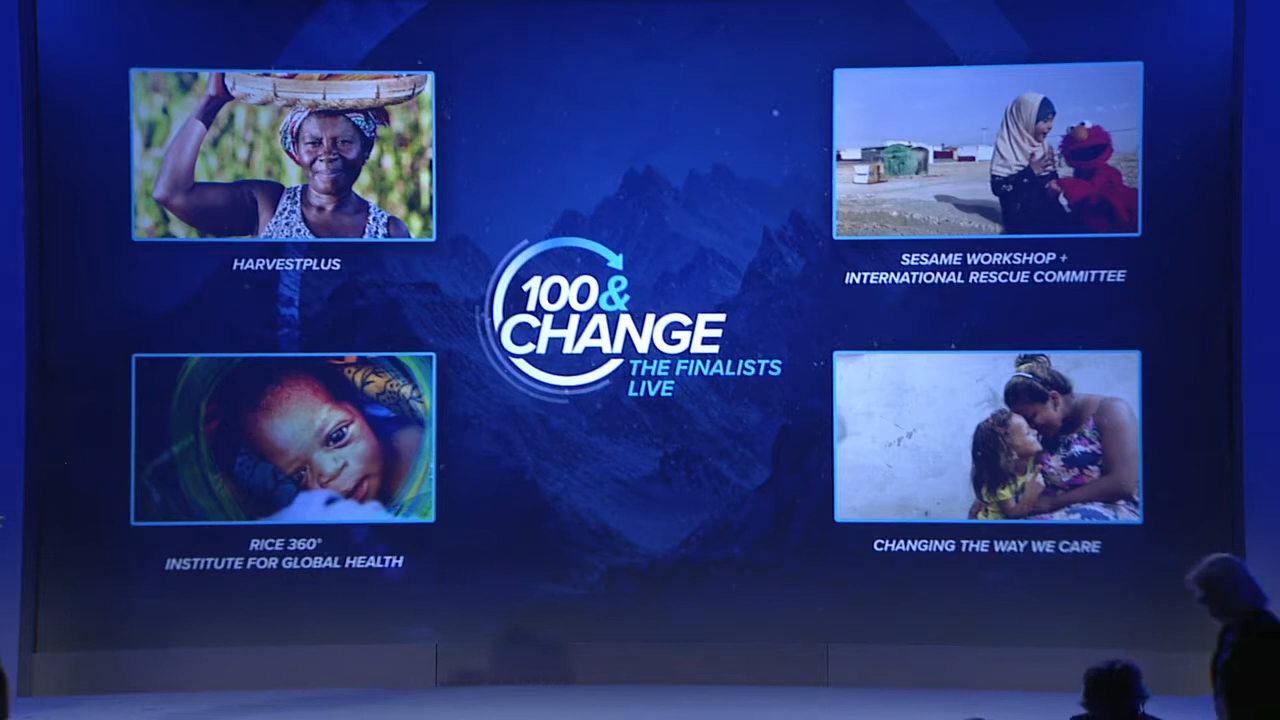 HARVESTPLUS
SESAME WORKSHOP +
INTERNATIONAL RESCUE COMMITTEE
100&
CHANGE
THE FINALISTS
LIVE
RICE 360°
INSTITUTE FOR GLOBAL HEALTH
CHANGING THE WAY WE CARE